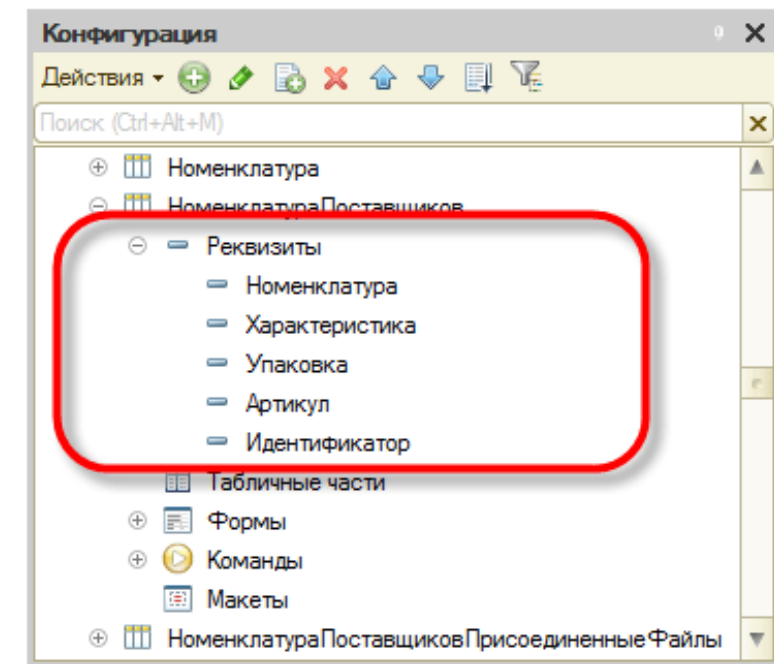 Конфигурация
Действия
Поиск (Ctrl+Alt+M)
Номенклатура
НоменклатураПоставщиков
Реквизиты
Номенклатура
Характеристика
Упаковка
Артикул
Идентификатор
Табличные части
Формы
Команды
Макеты
НоменклатураПоставщиковПрисоединенныеФайлы